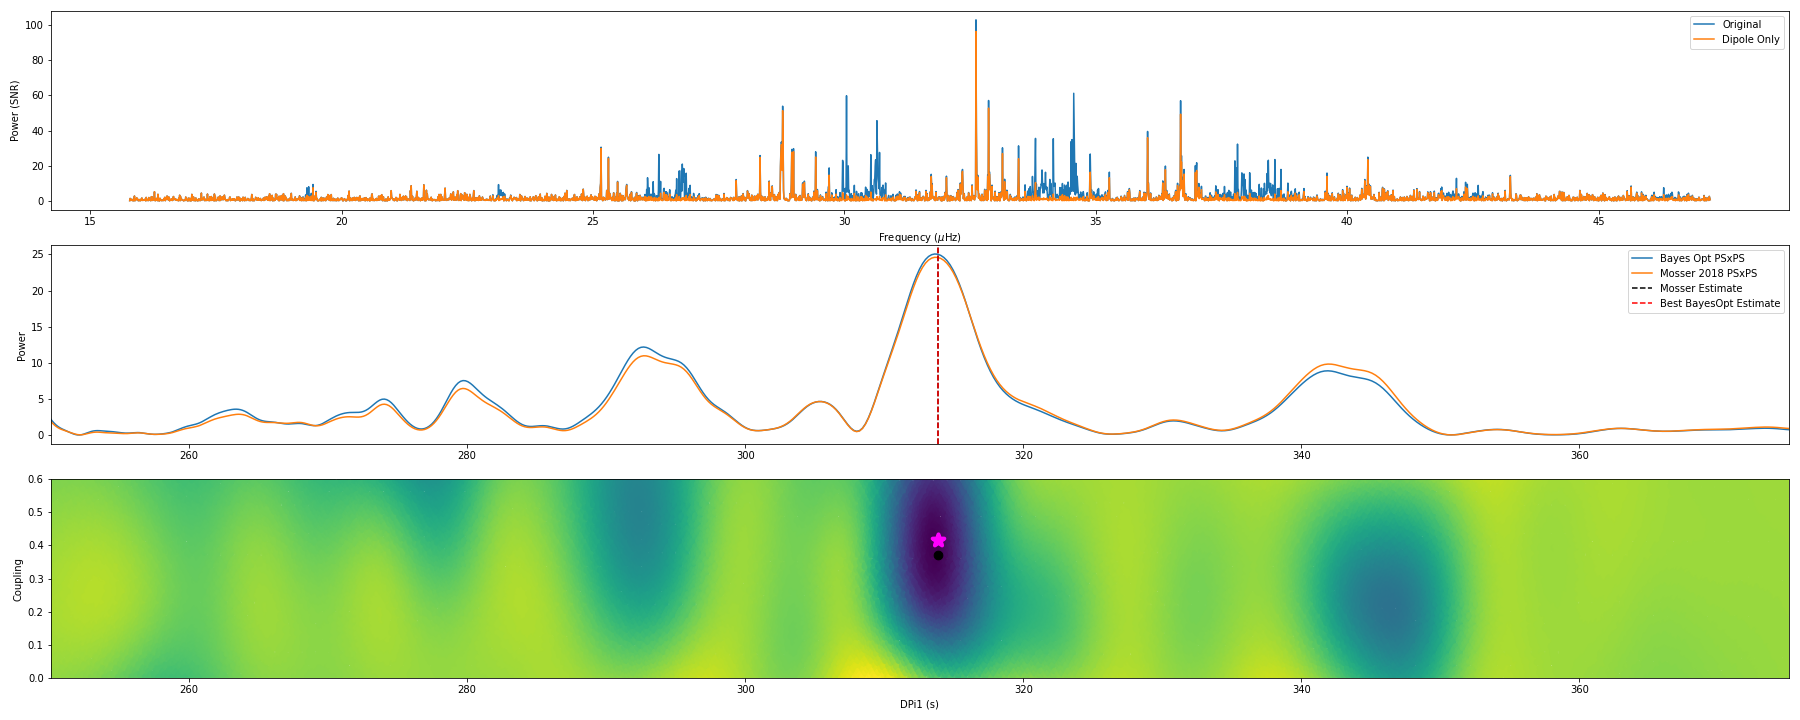 100
80
60
40
20
0
Power (SNR)
Original
Dipole Only
15 20 25 30 35 40 45
Frequency (μHz)
25
20
15
10
5
0
Power
Bayes Opt PSxPS
Mosser 2018 PSxPS
Mosser Estimate
Best BayesOpt Estimate
260 280 300 320 340 360
0.6
0.5
0.4
0.3
0.2
0.1
0.0
Coupling
260 280 300 320 340 360
DPi1 (s)